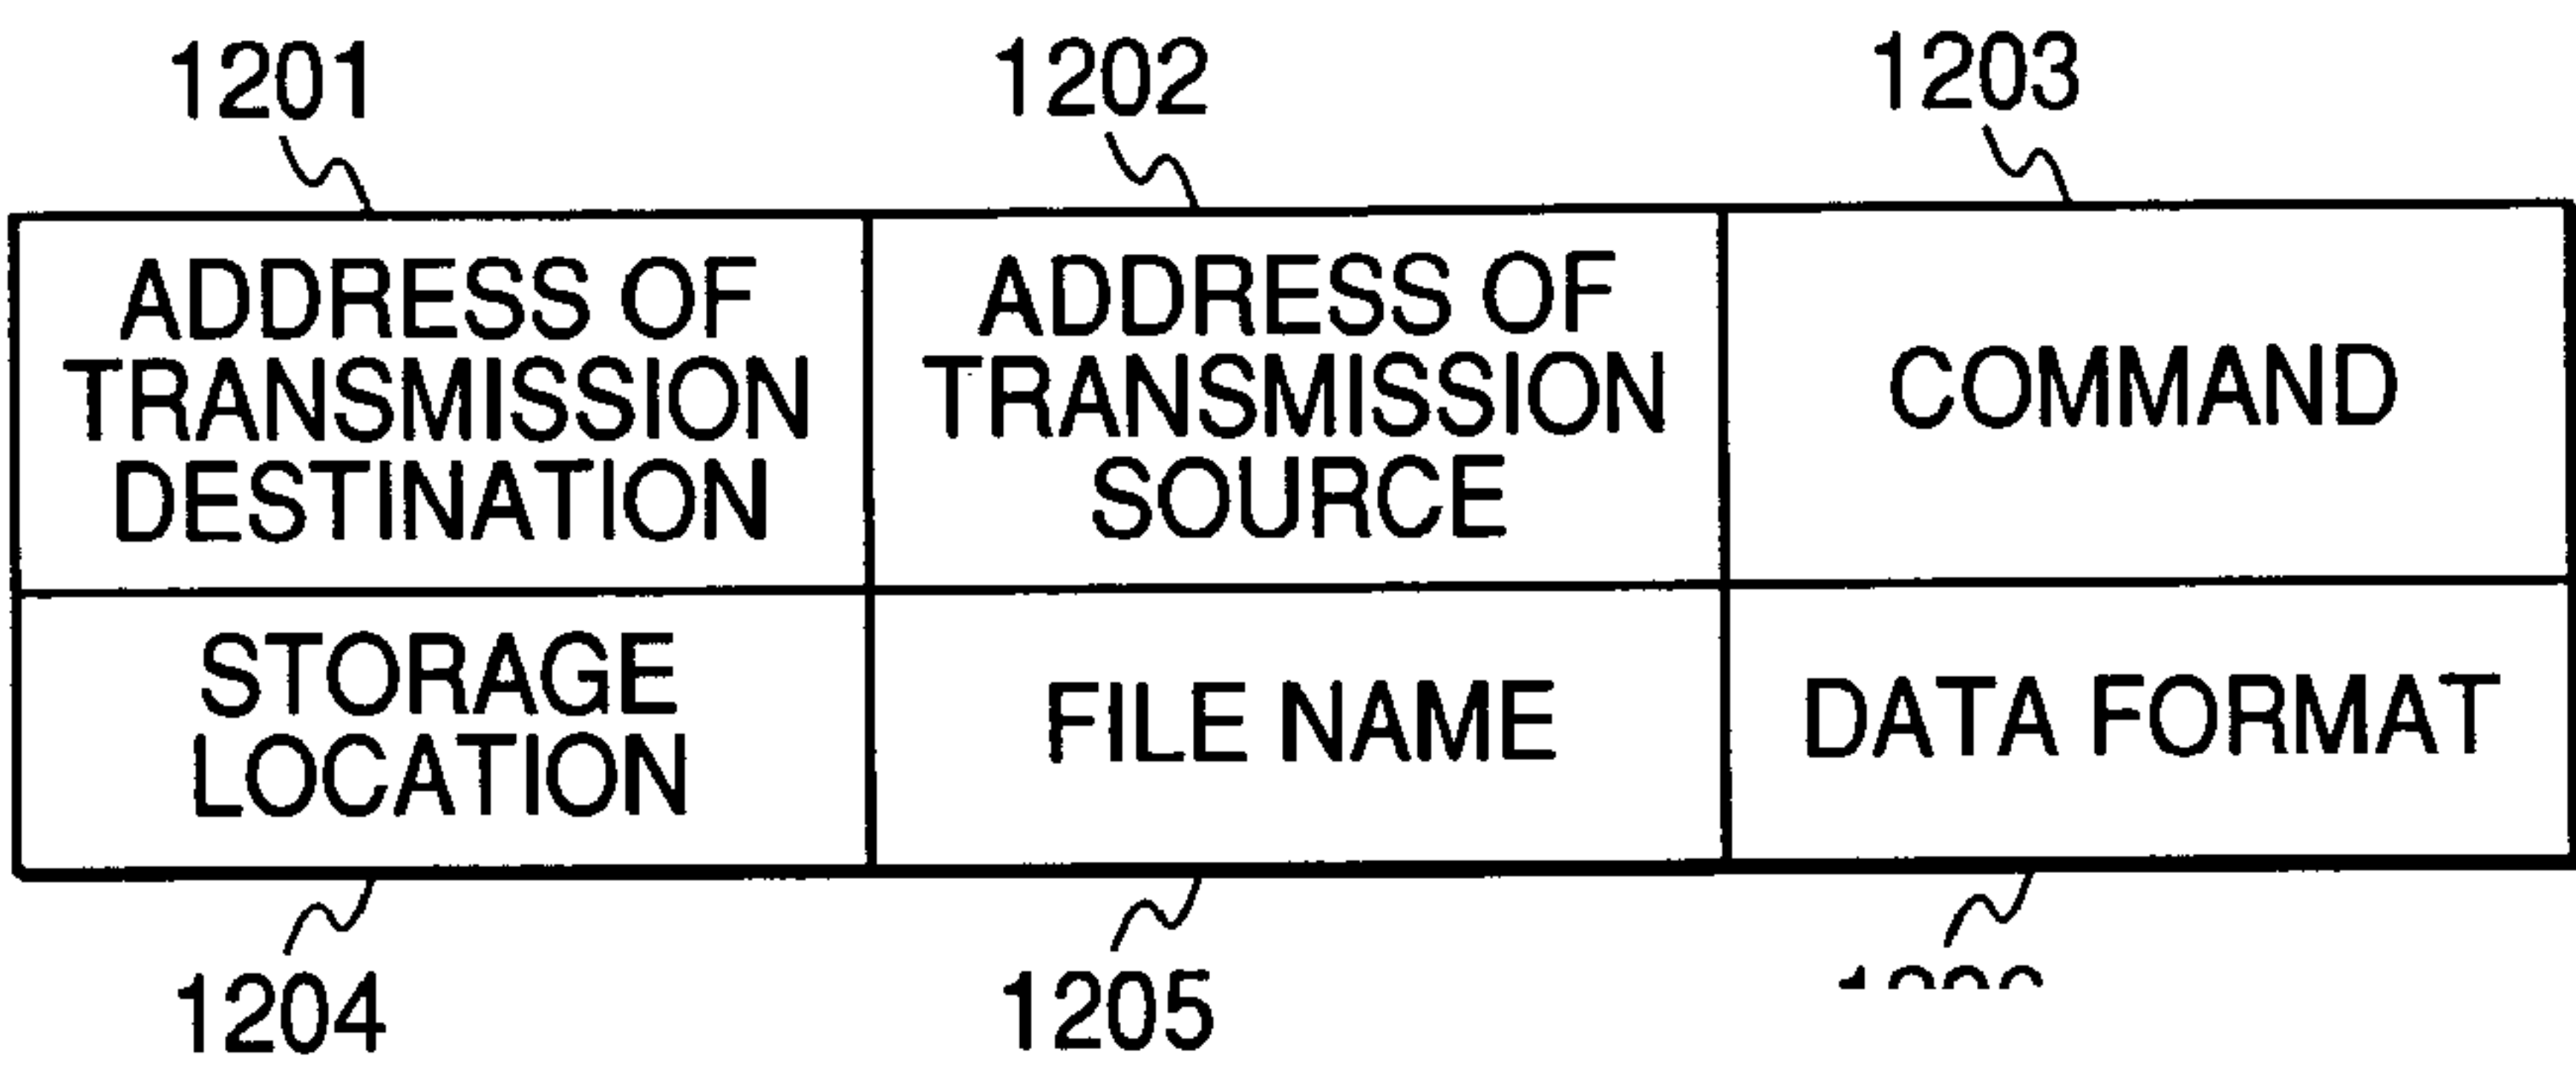 1201 1202 1203
ADDRESS OF
TRANSMISSION
DESTINATION
ADDRESS OF
TRANSMISSION
SOURCE
COMMAND
STORAGE
LOCATION
FILE NAME
DATA FORMAT
1204 1205